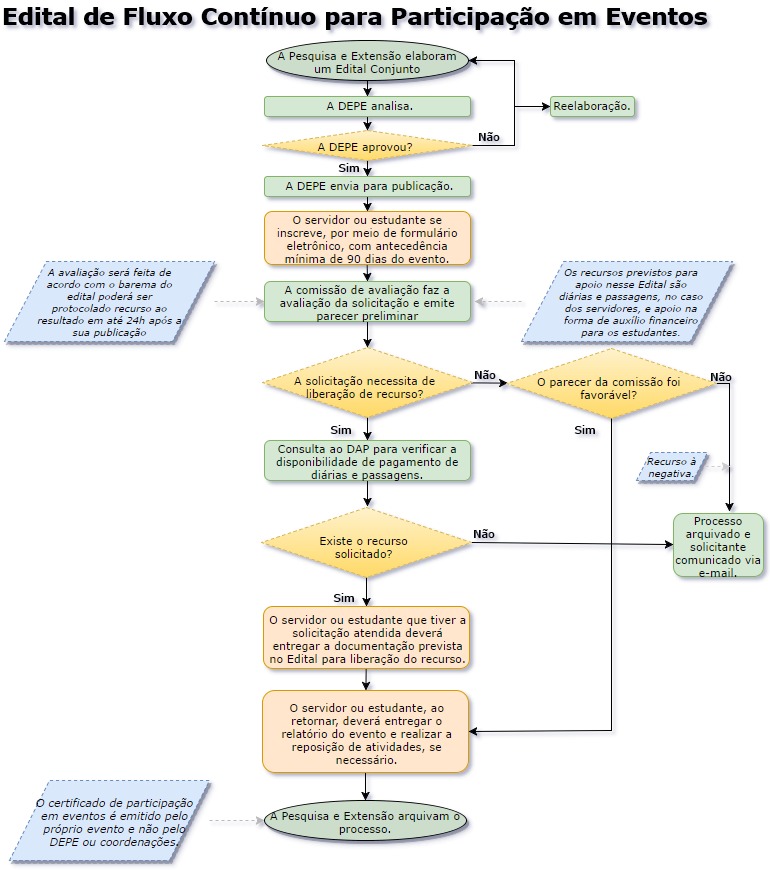 Edital de Fluxo Contínuo para Participação em Eventos
A Pesquisa e Extensão elaboram
um Edital Conjunto
A DEPE analisa.
Reelaboração.
A DEPE aprovou?
Não
Sim
A DEPE envia para publicação.
O servidor ou estudante se
inscreve, por meio de formulário
eletrônico, com antecedência
mínima de 90 dias do evento.
A avaliação será feita de
acordo com o barema do
edital poderá ser
protocolado recurso ao
resultado em até 24h após a
sua publicação
A comissão de avaliação faz a
avaliação da solicitação e emite
parecer preliminar
Os recursos previstos para
apoio nesse Edital são
diárias e passagens, no caso
dos servidores, e apoio na
forma de auxílio financeiro
para os estudantes.
A solicitação necessita de
liberação de recurso?
Não
O parecer da comissão foi
favorável?
Não
Sim
Sim
Consulta ao DAP para verificar a
disponibilidade de pagamento de
diárias e passagens.
Recurso à
negativa.
Existe o recurso
solicitado?
Não
Processo
arquivado e
solicitante
comunicado via
e-mail.
Sim
O servidor ou estudante que tiver a
solicitação atendida deverá
entregar a documentação prevista
no Edital para liberação do recurso.
O servidor ou estudante, ao
retornar, deverá entregar o
relatório do evento e realizar a
reposição de atividades, se
necessário.
O certificado de participação
em eventos é emitido pelo
próprio evento e não pelo
DEPE ou coordenações.
A Pesquisa e Extensão arquivam o
processo.